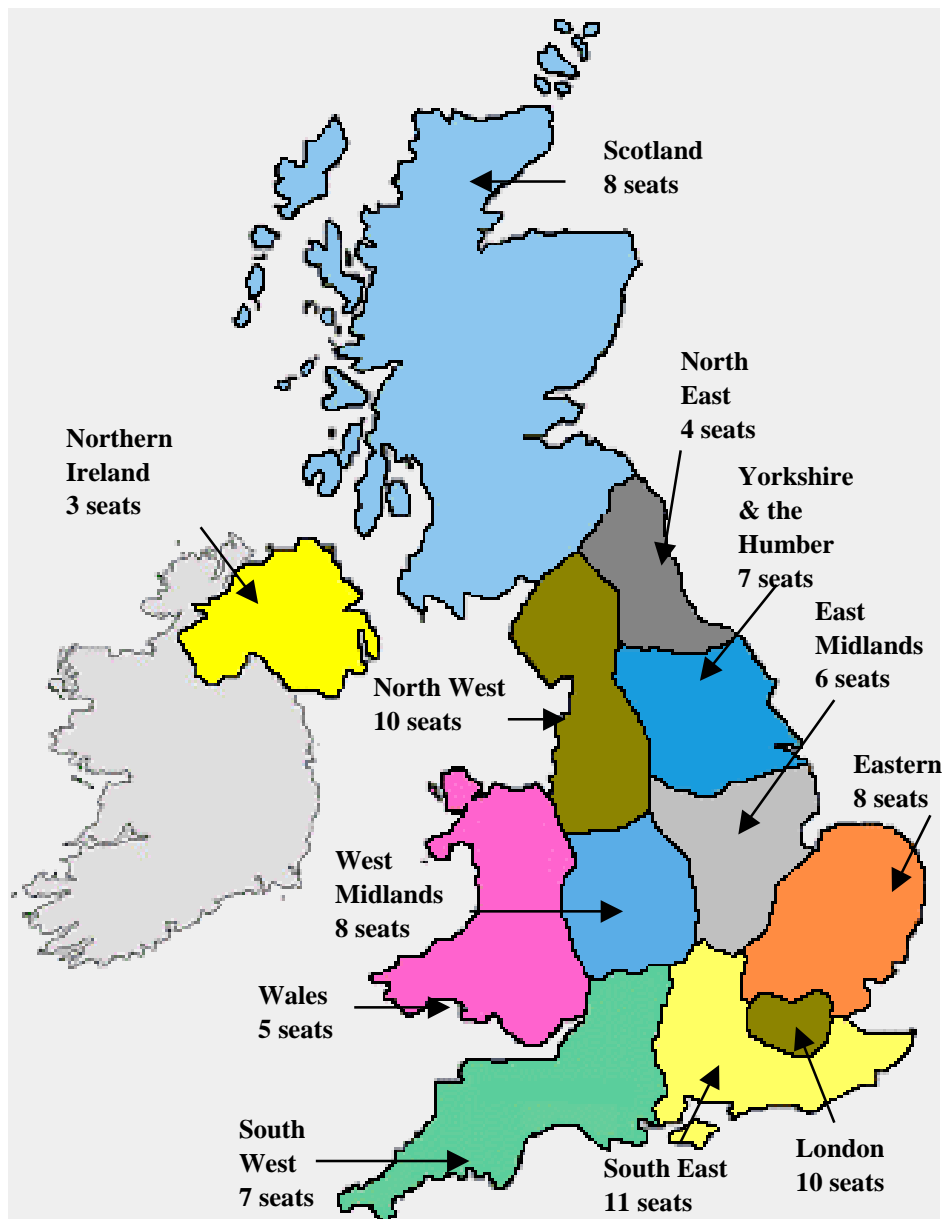 Scotland
8 seats
North
East
4 seats
Northern
Ireland
3 seats
Yorkshire
& the
Humber
7 seats
East
Midlands
6 seats
North West
10 seats
Eastern
8 seats
West
Midlands
8 seats
Wales
5 seats
South
West
7 seats
South East
11 seats
London
10 seats